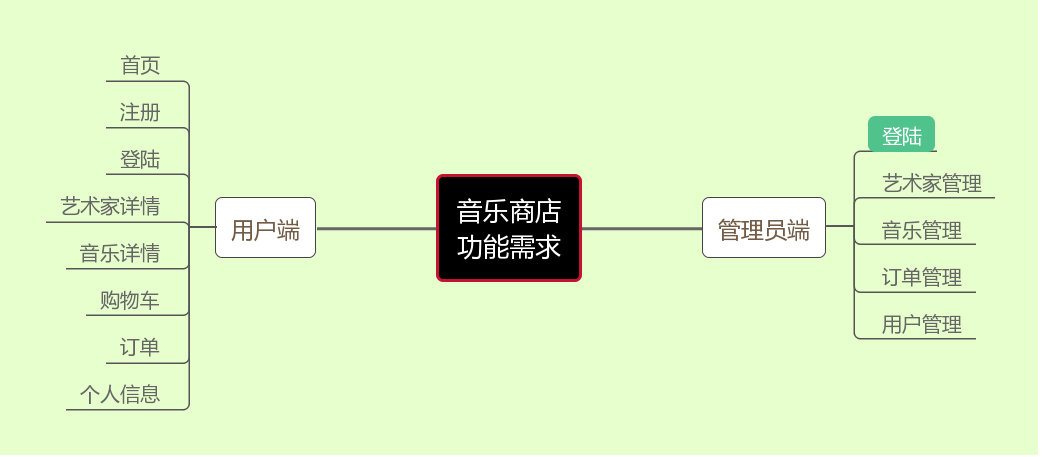 首页
注册
登陆
艺术家详情
音乐详情
购物车
订单
个人信息
用户端
音乐商店
功能需求
管理员端
登陆
艺术家管理
音乐管理
订单管理
用户管理